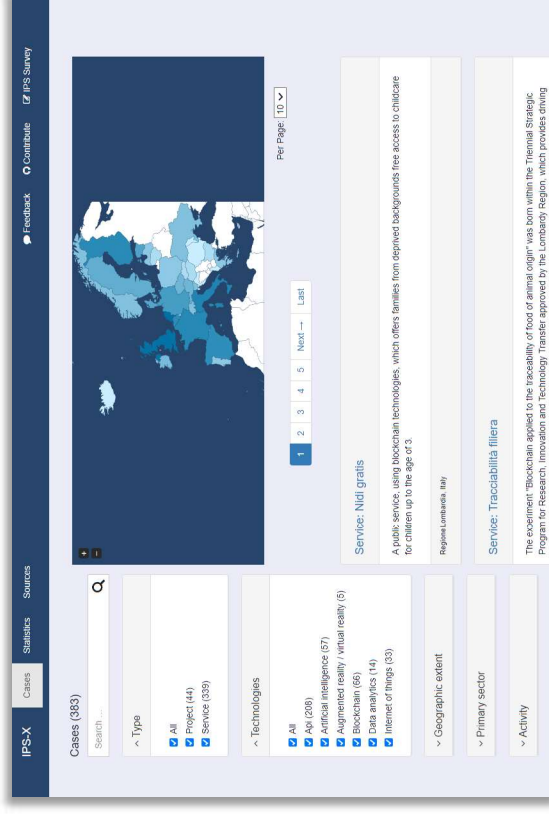 IPS-X
Cases
Statistics
Sources
Feedback
Contribute
IPS Survey
Cases (383)
Search ...
Type
All
Project (44)
Service (339)
Technologies
All
Api (208)
Artificial intelligence (57)
Augmented reality / virtual reality (5)
Blockchain (66)
Data analytics (14)
Internet of things (33)
Geographic extent
Primary sector
Activity
+
−
1 2 3 4 5 Next → Last
Per Page: 10
Service: Nidi gratis
A public service, using blockchain technologies, which offers families from deprived backgrounds free access to childcare
for children up to the age of 3.
Regione Lombardia, Italy
Service: Tracciabilità filiera
The experiment "Blockchain applied to the traceability of food of animal origin" was born within the Triennial Strategic
Program for Research, Innovation and Technology Transfer approved by the Lombardy Region, which provides driving